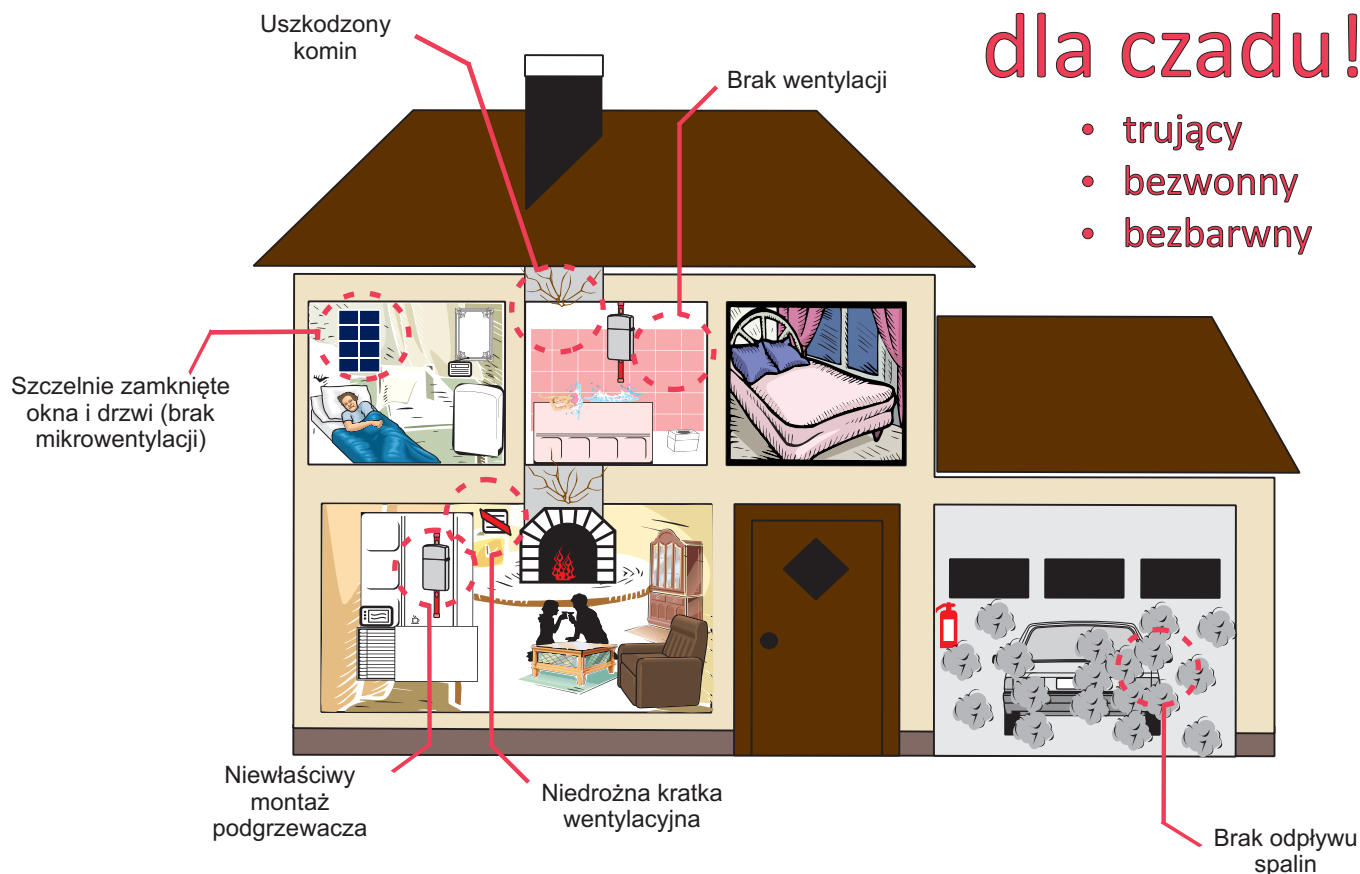 dla czadu!
• trujący
• bezwonny
• bezbarwny
Uszkodzony
komin
Brak wentylacji
Szczelnie zamknięte
okna i drzwi (brak
mikrowentylacji)
Niewłaściwy
montaż
podgrzewacza
Niedrożna kratka
wentylacyjna
Brak odpływu
spalin